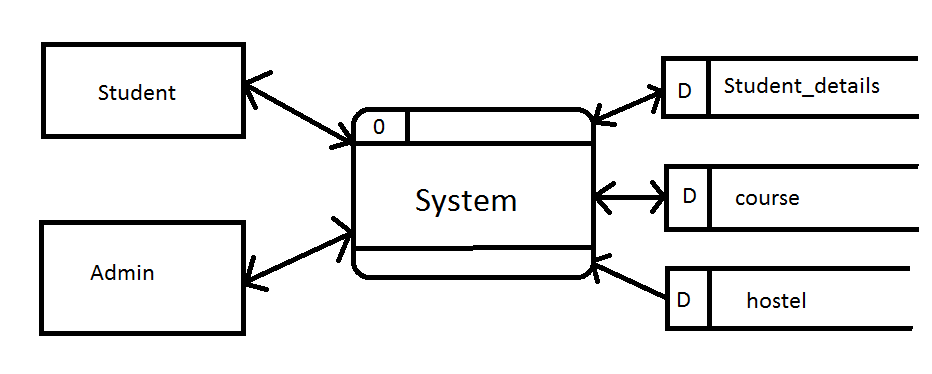 Student
Admin
0
System
D
Student_details
D
course
D
hostel